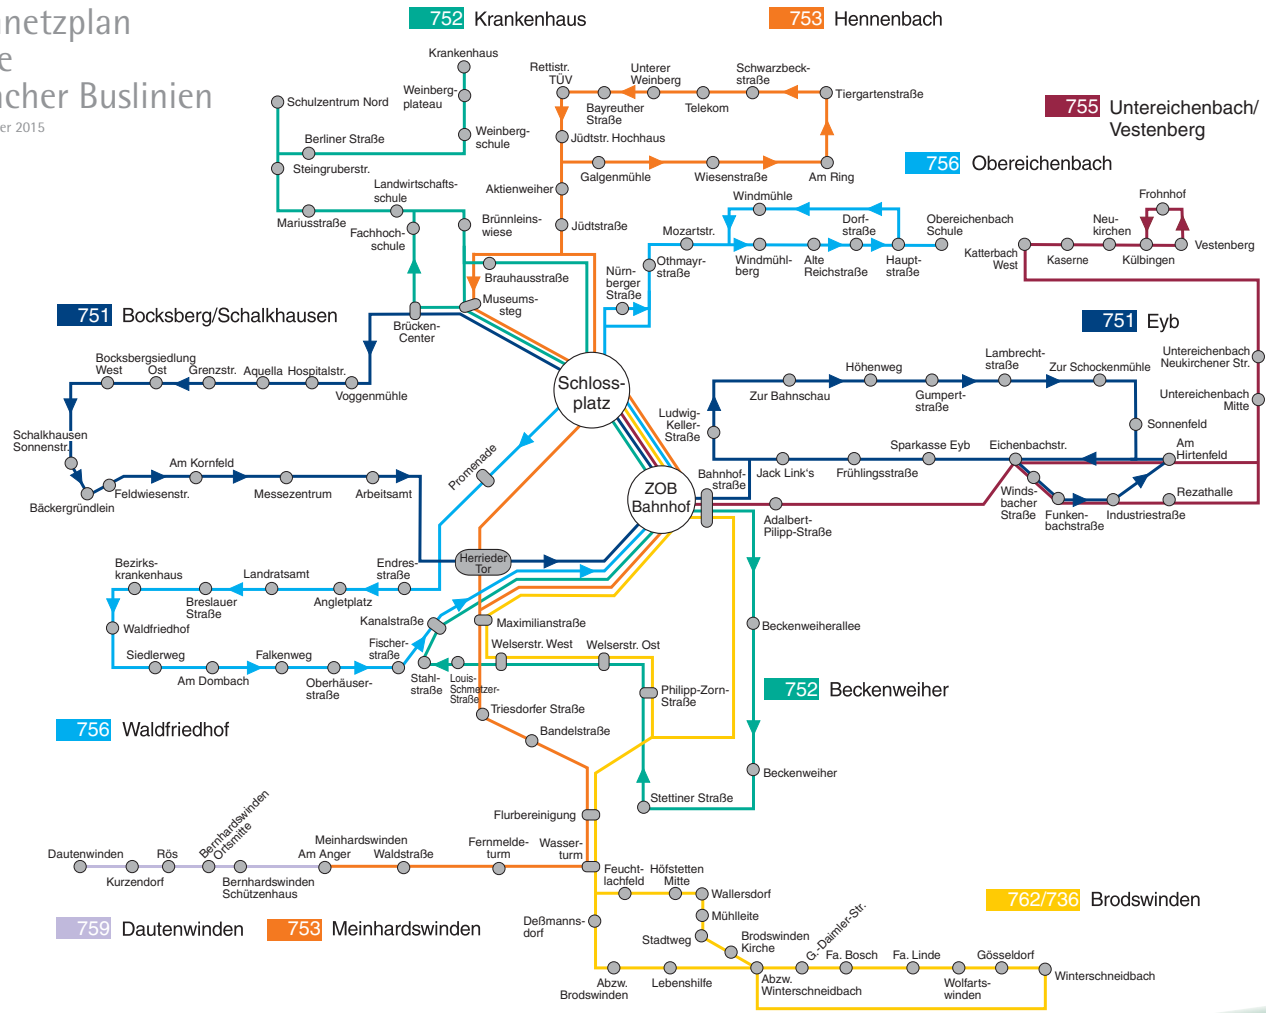 752 Krankenhaus
753 Hennenbach
netzplan
e
acher Buslinien
er 2015
Krankenhaus
Weinberg-
plateau
Weinberg-
schule
Schulzentrum Nord
Berliner Straße
Steingruberstr.
Landwirtschafts-
schule
Mariusstraße
Fachhoch-
schule
Brünnleins-
wiese
Brauhausstraße
Museums-
steg
Brücken-
Center
Rettistr.
TÜV
Unterer
Weinberg
Schwarzbeck-
straße
Bayreuther
Straße
Telekom
Tiergartenstraße
Jüdtstr. Hochhaus
Galgenmühle
Wiesenstraße
Am Ring
Aktienweiher
Jüdtstraße
755 Untereichenbach/
Vestenberg
756 Obereichenbach
Windmühle
Mozartstr.
Dorf-
straße
Obereichenbach
Schule
Othmayr-
straße
Windmühl-
berg
Alte
Reichstraße
Haupt-
straße
Nürn-
berger
Straße
Frohnhof
Neu-
kirchen
Katterbach
West
Kaserne
Külbingen
Vestenberg
751 Bocksberg/Schalkhausen
751 Eyb
Bocksbergsiedlung
West
Ost
Grenzstr.
Aquella
Hospitalstr.
Voggenmühle
Schalkhausen
Sonnenstr.
Bäckergründlein
Feldwiesenstr.
Am Kornfeld
Messezentrum
Arbeitsamt
Schloss-
platz
ZOB
Bahnhof
Promenade
Ludwig-
Keller-
Straße
Zur Bahnschau
Höhenweg
Gumpert-
straße
Lambrecht-
straße
Zur Schockenmühle
Untereichenbach
Neukirchener Str.
Untereichenbach
Mitte
Sonnenfeld
Bahnhof-
straße
Jack Link's
Frühlingsstraße
Sparkasse Eyb
Eichenbachstr.
Am
Hirtenfeld
Adalbert-
Pilipp-Straße
Winds-
bacher
Straße
Funken-
bachstraße
Industriestraße
Rezathalle
Herrieder
Tor
Bezirks-
krankenhaus
Breslauer
Straße
Landratsamt
Angletplatz
Endres-
straße
Waldfriedhof
Siedlerweg
Am Dombach
Falkenweg
Oberhäuser-
straße
Fischer-
straße
Kanalstraße
Maximilianstraße
Stahl-
straße
Louis-
Schmetzer-
Straße
Welserstr. West
Welserstr. Ost
Philipp-Zorn-
Straße
Beckenweiherallee
752 Beckenweiher
Triesdorfer Straße
Bandelstraße
Beckenweiher
Stettiner Straße
756 Waldfriedhof
Flurbereinigung
Dautenwinden
Kurzendorf
Rös
Bernhardswinden
Ortsmitte
Bernhardswinden
Schützenhaus
Meinhardswinden
Am Anger
Waldstraße
Fernmelde-
turm
Wasser-
turm
759 Dautenwinden
753 Meinhardswinden
762/736 Brodswinden
Feucht-
lachfeld
Höfstetten
Mitte
Wallersdorf
Mühlleite
Deßmanns-
dorf
Stadtweg
Brodswinden
Kirche
Abzw.
Brodswinden
Lebenshilfe
Abzw.
Winterschneidbach
G.-Daimler-Str.
Fa. Bosch
Fa. Linde
Wolfarts-
winden
Gösseldorf
Winterschneidbach